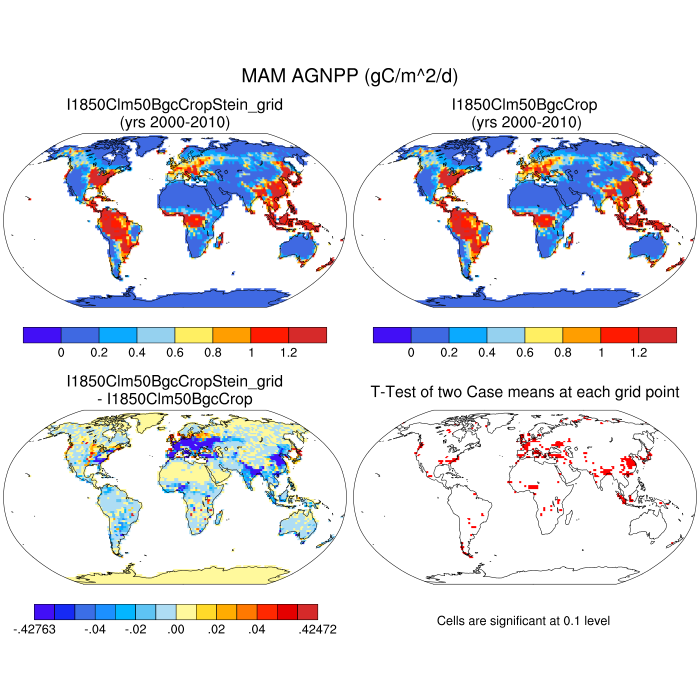 MAM AGNPP (gC/m^2/d)
I1850Clm50BgcCropStein_grid
(yrs 2000-2010)
I1850Clm50BgcCrop
(yrs 2000-2010)
0 0.2 0.4 0.6 0.8 1 1.2
0 0.2 0.4 0.6 0.8 1 1.2
I1850Clm50BgcCropStein_grid
- I1850Clm50BgcCrop
T-Test of two Case means at each grid point
-.42763 -.04 -.02 .00 .02 .04 .42472
Cells are significant at 0.1 level